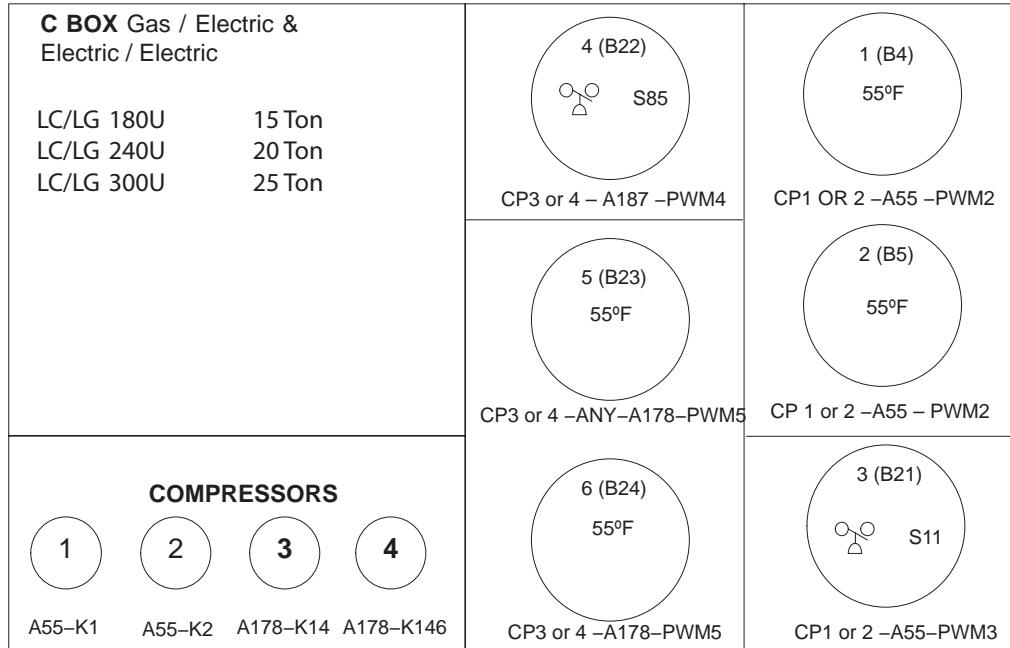 C BOX Gas / Electric &
Electric / Electric
LC/LG 180U 15 Ton
LC/LG 240U 20 Ton
LC/LG 300U 25 Ton
4 (B22)
S85
CP3 or 4 – A187 –PWM4
1 (B4)
55ºF
CP1 OR 2 –A55 –PWM2
5 (B23)
55ºF
CP3 or 4 –ANY–A178–PWM5
2 (B5)
55ºF
CP 1 or 2 –A55 – PWM2
COMPRESSORS
1
2
3
4
A55–K1
A55–K2
A178–K14
A178–K146
6 (B24)
55ºF
CP3 or 4 –A178–PWM5
3 (B21)
S11
CP1 or 2 –A55–PWM3